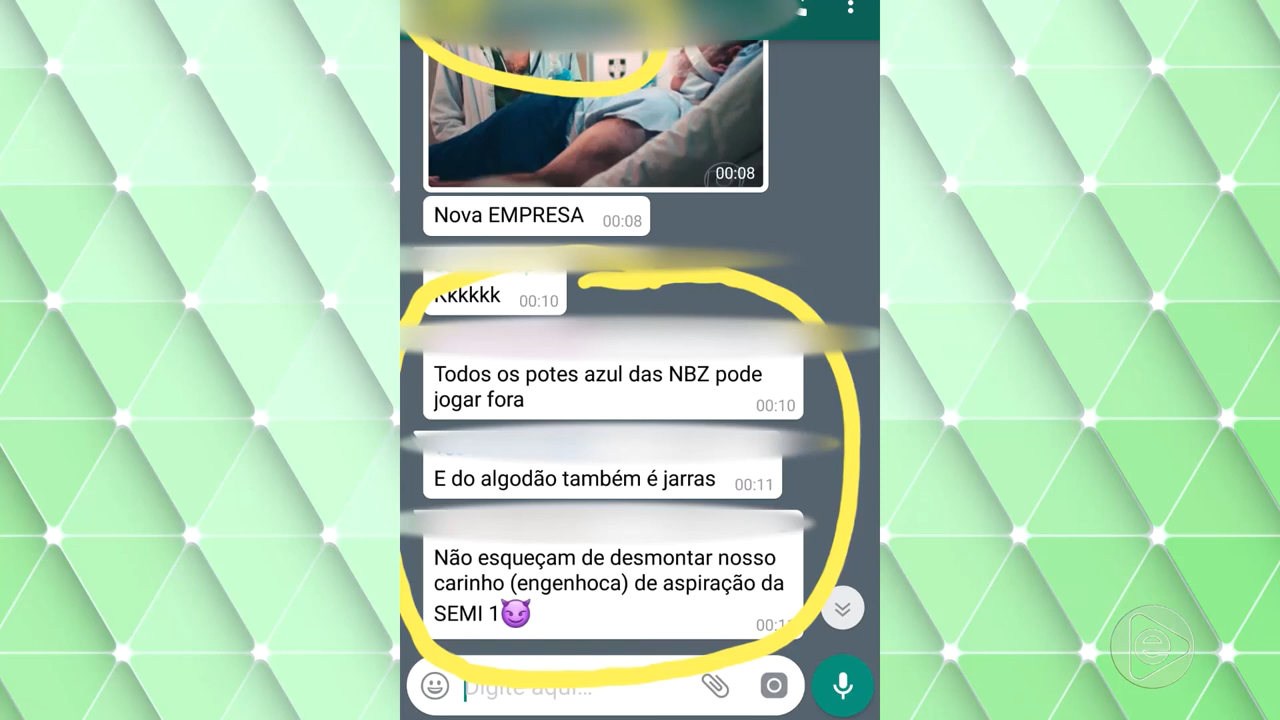 00:08
Nova EMPRESA 00:08
Kkkkkk 00:10
Todos os potes azul das NBZ pode
jogar fora
00:10
E do algodão também é jarras 00:11
Não esqueçam de desmontar nosso
carinho (engenhoca) de aspiração da
SEMI 1😈
Digite aqui...
e